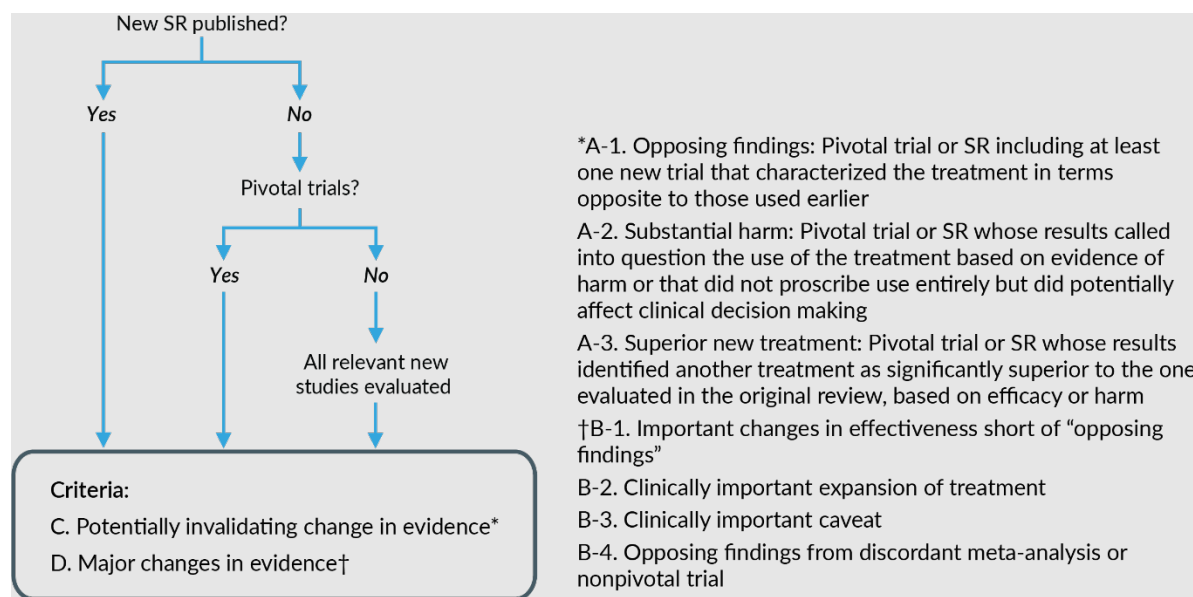 New SR published?
Yes
No
Pivotal trials?
Yes
No
All relevant new
studies evaluated
Criteria:
C. Potentially invalidating change in evidence*
D. Major changes in evidence†
*A-1. Opposing findings: Pivotal trial or SR including at least
one new trial that characterized the treatment in terms
opposite to those used earlier
A-2. Substantial harm: Pivotal trial or SR whose results called
into question the use of the treatment based on evidence of
harm or that did not proscribe use entirely but did potentially
affect clinical decision making
A-3. Superior new treatment: Pivotal trial or SR whose results
identified another treatment as significantly superior to the one
evaluated in the original review, based on efficacy or harm
†B-1. Important changes in effectiveness short of “opposing
findings”
B-2. Clinically important expansion of treatment
B-3. Clinically important caveat
B-4. Opposing findings from discordant meta-analysis or
nonpivotal trial